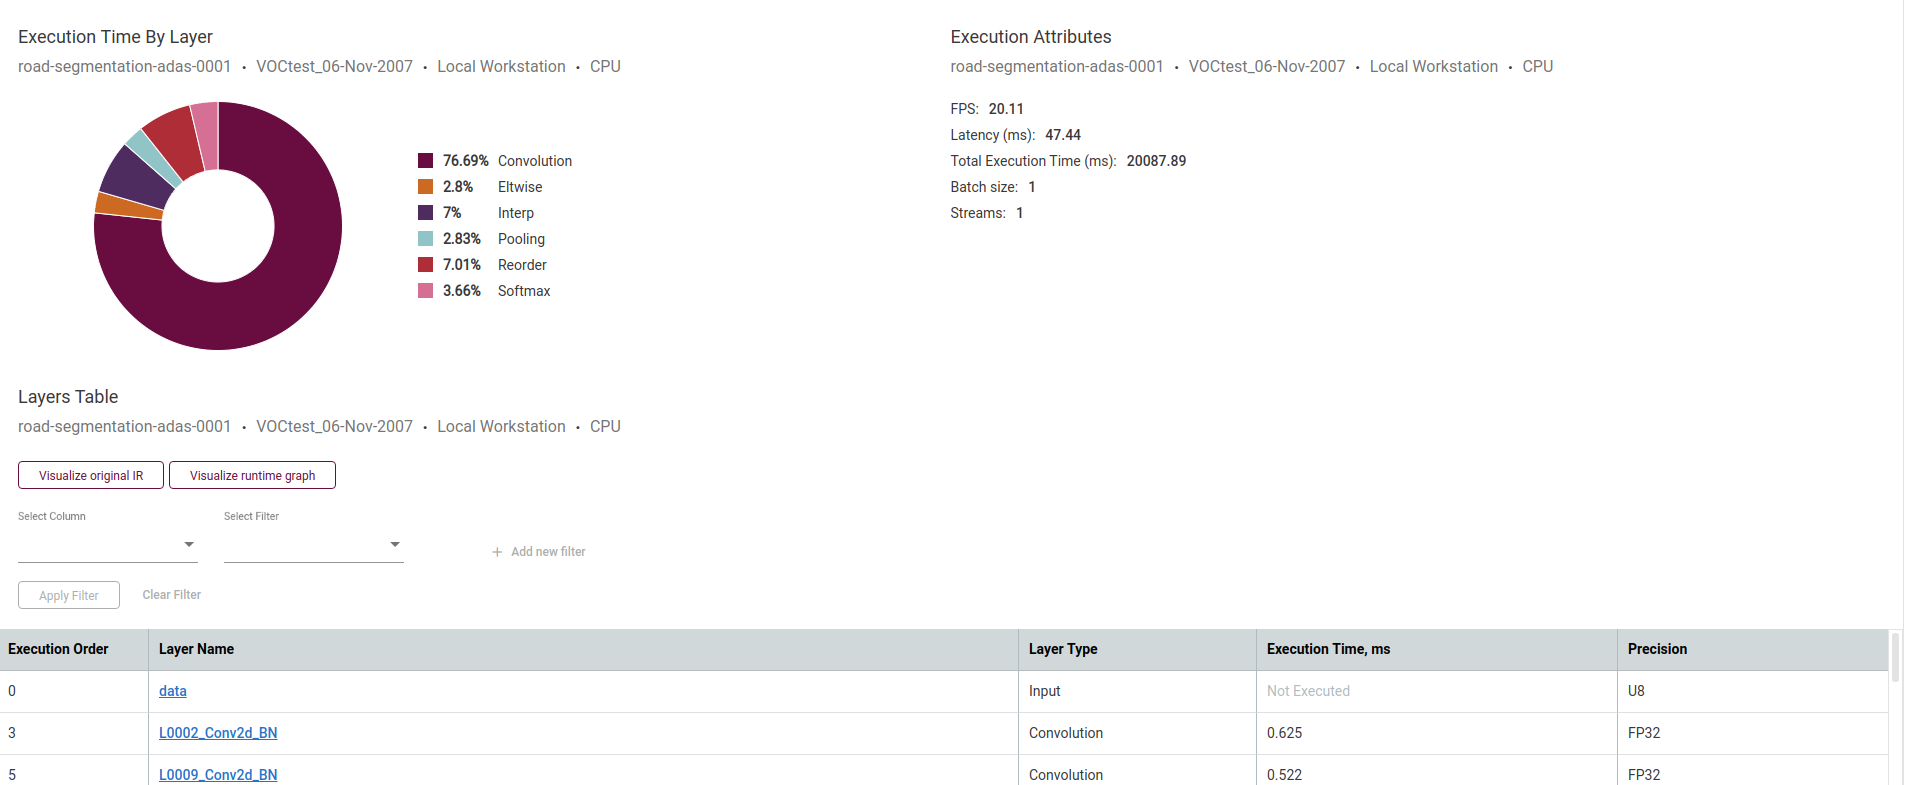 Execution Time By Layer
road-segmentation-adas-0001 • VOCtest_06-Nov-2007 • Local Workstation • CPU
76.69% Convolution
2.8% Eltwise
7% Interp
2.83% Pooling
7.01% Reorder
3.66% Softmax
Execution Attributes
road-segmentation-adas-0001 • VOCtest_06-Nov-2007 • Local Workstation • CPU
FPS: 20.11
Latency (ms): 47.44
Total Execution Time (ms): 20087.89
Batch size: 1
Streams: 1
Layers Table
road-segmentation-adas-0001 • VOCtest_06-Nov-2007 • Local Workstation • CPU
Visualize original IR Visualize runtime graph
Select Column Select Filter
+ Add new filter
Apply Filter Clear Filter
Execution Order Layer Name Layer Type Execution Time, ms Precision
0 data Input Not Executed U8
3 L0002_Conv2d_BN Convolution 0.625 FP32
5 L0009_Conv2d_BN Convolution 0.522 FP32